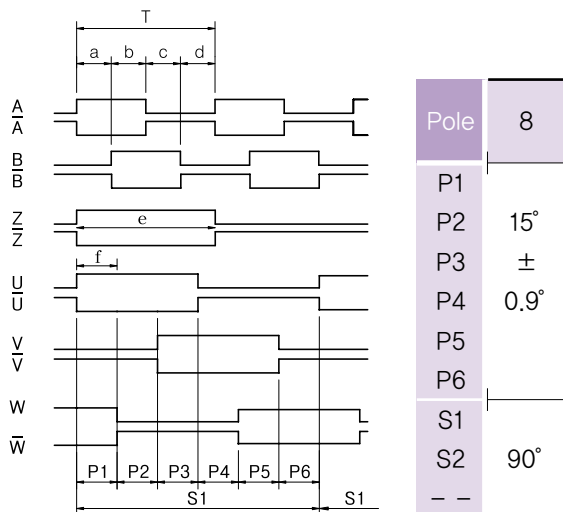 T
a b c d
A
A̅
B
B̅
Z
Z̅
e
f
U
U̅
V
V̅
W
W̅
P1 P2 P3 P4 P5 P6
S1 S1
Pole 8
P1
P2 15°
P3 ±
P4 0.9°
P5
P6
S1
S2 90°
– –